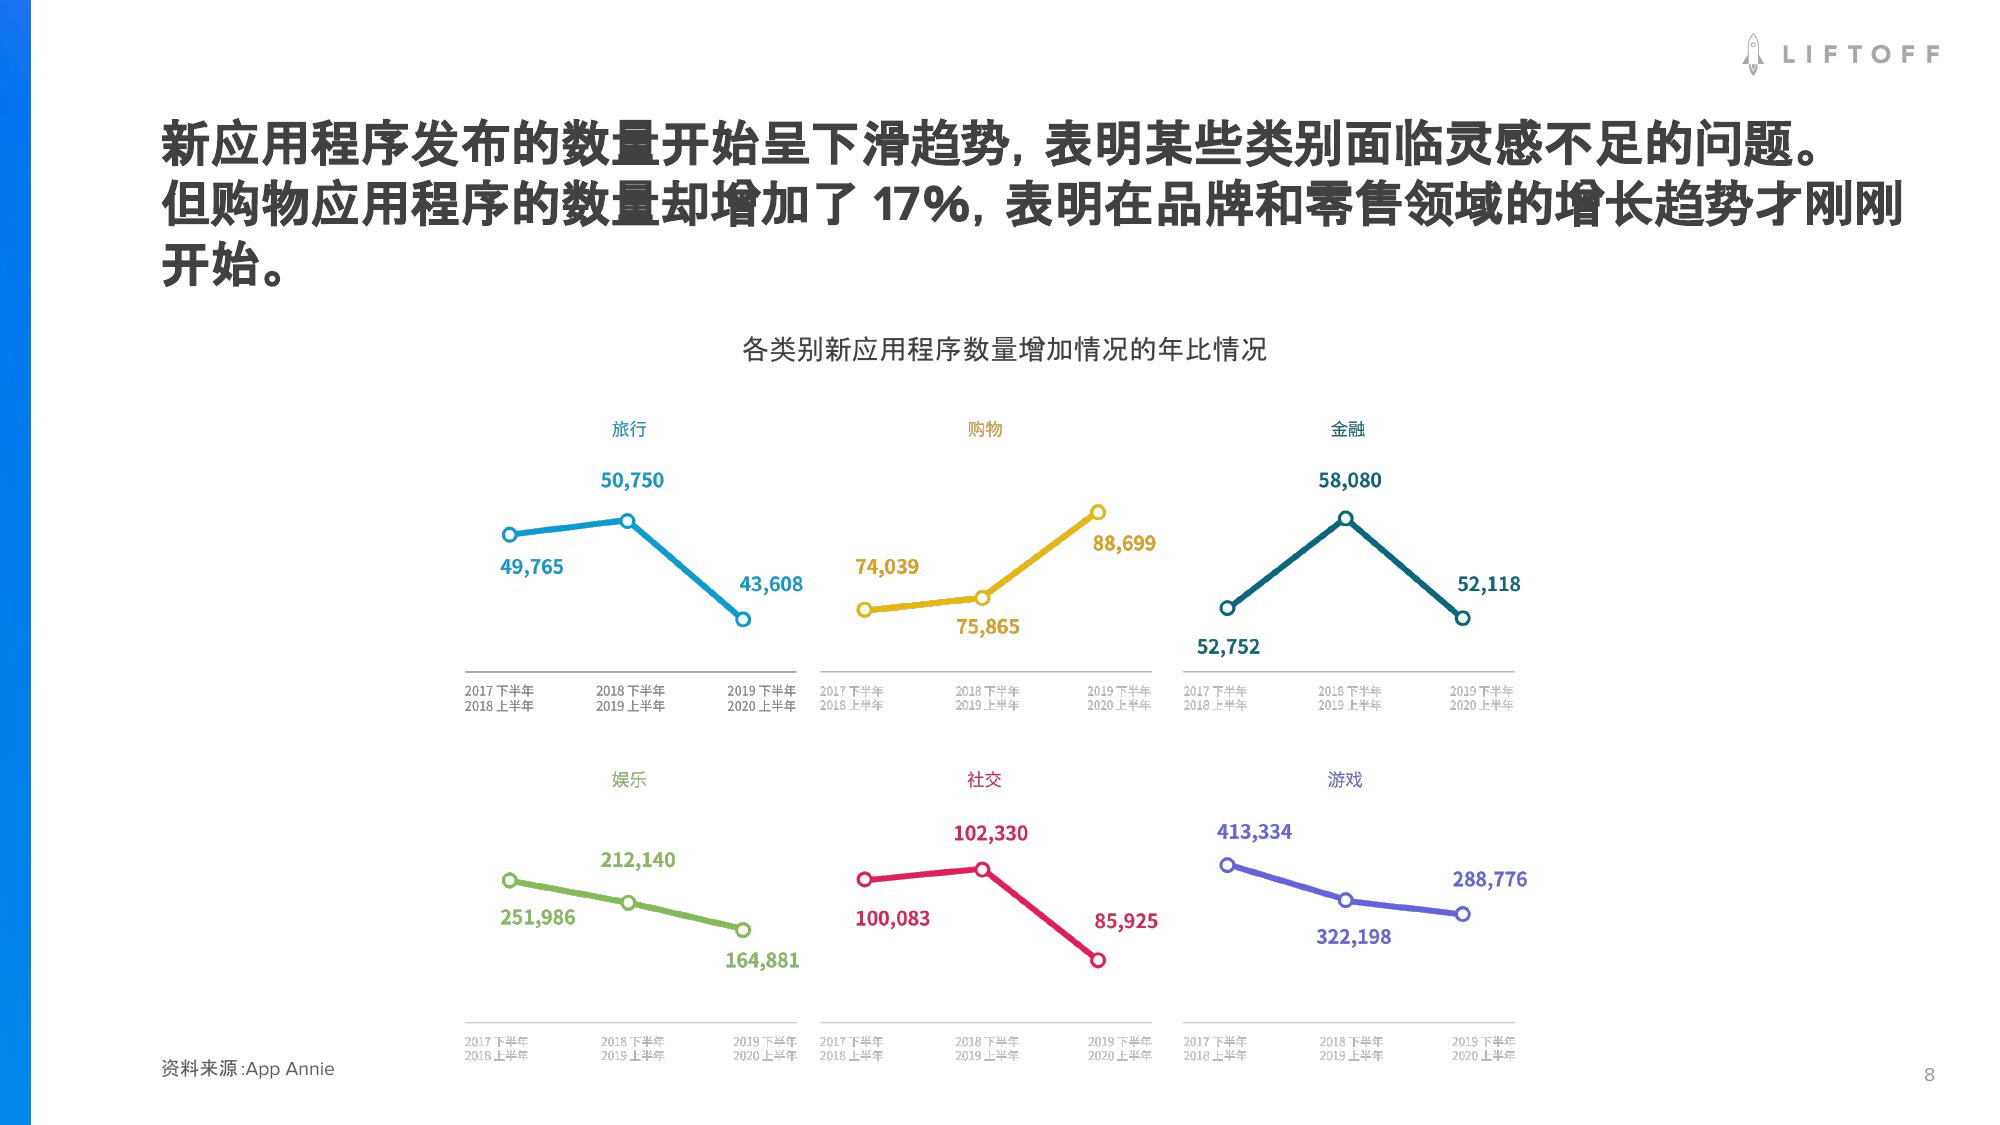 LIFTOFF
新应用程序发布的数量开始呈下滑趋势, 表明某些类别面临灵感不足的问题。
但购物应用程序的数量却增加了 17%, 表明在品牌和零售领域的增长趋势才刚刚
开始。
各类别新应用程序数量增加情况的年比情况
旅行
50,750
49,765
43,608
2017 下半年 2018 下半年 2019 下半年
2018 上半年 2019 上半年 2020 上半年
购物
88,699
74,039
75,865
2017 下半年 2018 下半年 2019 下半年
2018 上半年 2019 上半年 2020 上半年
金融
58,080
52,118
52,752
2017 下半年 2018 下半年 2019 下半年
2018 上半年 2019 上半年 2020 上半年
娱乐
212,140
251,986
164,881
2017 下半年 2018 下半年 2019 下半年
2018 上半年 2019 上半年 2020 上半年
社交
102,330
100,083
85,925
2017 下半年 2018 下半年 2019 下半年
2018 上半年 2019 上半年 2020 上半年
游戏
413,334
288,776
322,198
2017 下半年 2018 下半年 2019 下半年
2018 上半年 2019 上半年 2020 上半年
资料来源:App Annie
8